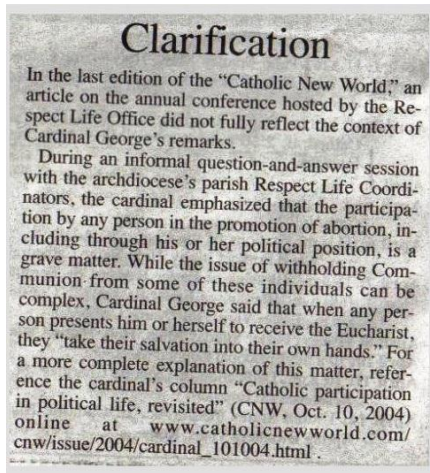 Clarification
In the last edition of the “Catholic New World,” an
article on the annual conference hosted by the Re-
spect Life Office did not fully reflect the context of
Cardinal George’s remarks.
During an informal question-and-answer session
with the archdiocese’s parish Respect Life Coordi-
nators, the cardinal emphasized that the participa-
tion by any person in the promotion of abortion, in-
cluding through his or her political position, is a
grave matter. While the issue of withholding Com-
munion from some of these individuals can be
complex, Cardinal George said that when any per-
son presents him or herself to receive the Eucharist,
they “take their salvation into their own hands.” For
a more complete explanation of this matter, refer-
ence the cardinal’s column “Catholic participation
in political life, revisited” (CNW, Oct. 10, 2004)
online at www.catholicnewworld.com/
cnw/issue/2004/cardinal_101004.html .